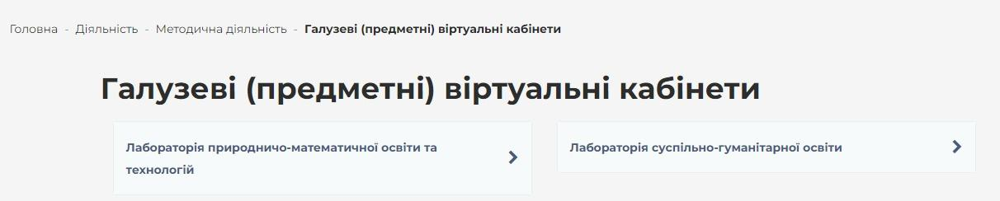 Головна - Діяльність - Методична діяльність - Галузеві (предметні) віртуальні кабінети
Галузеві (предметні) віртуальні кабінети
Лабораторія природничо-математичної освіти та
технологій
Лабораторія суспільно-гуманітарної освіти